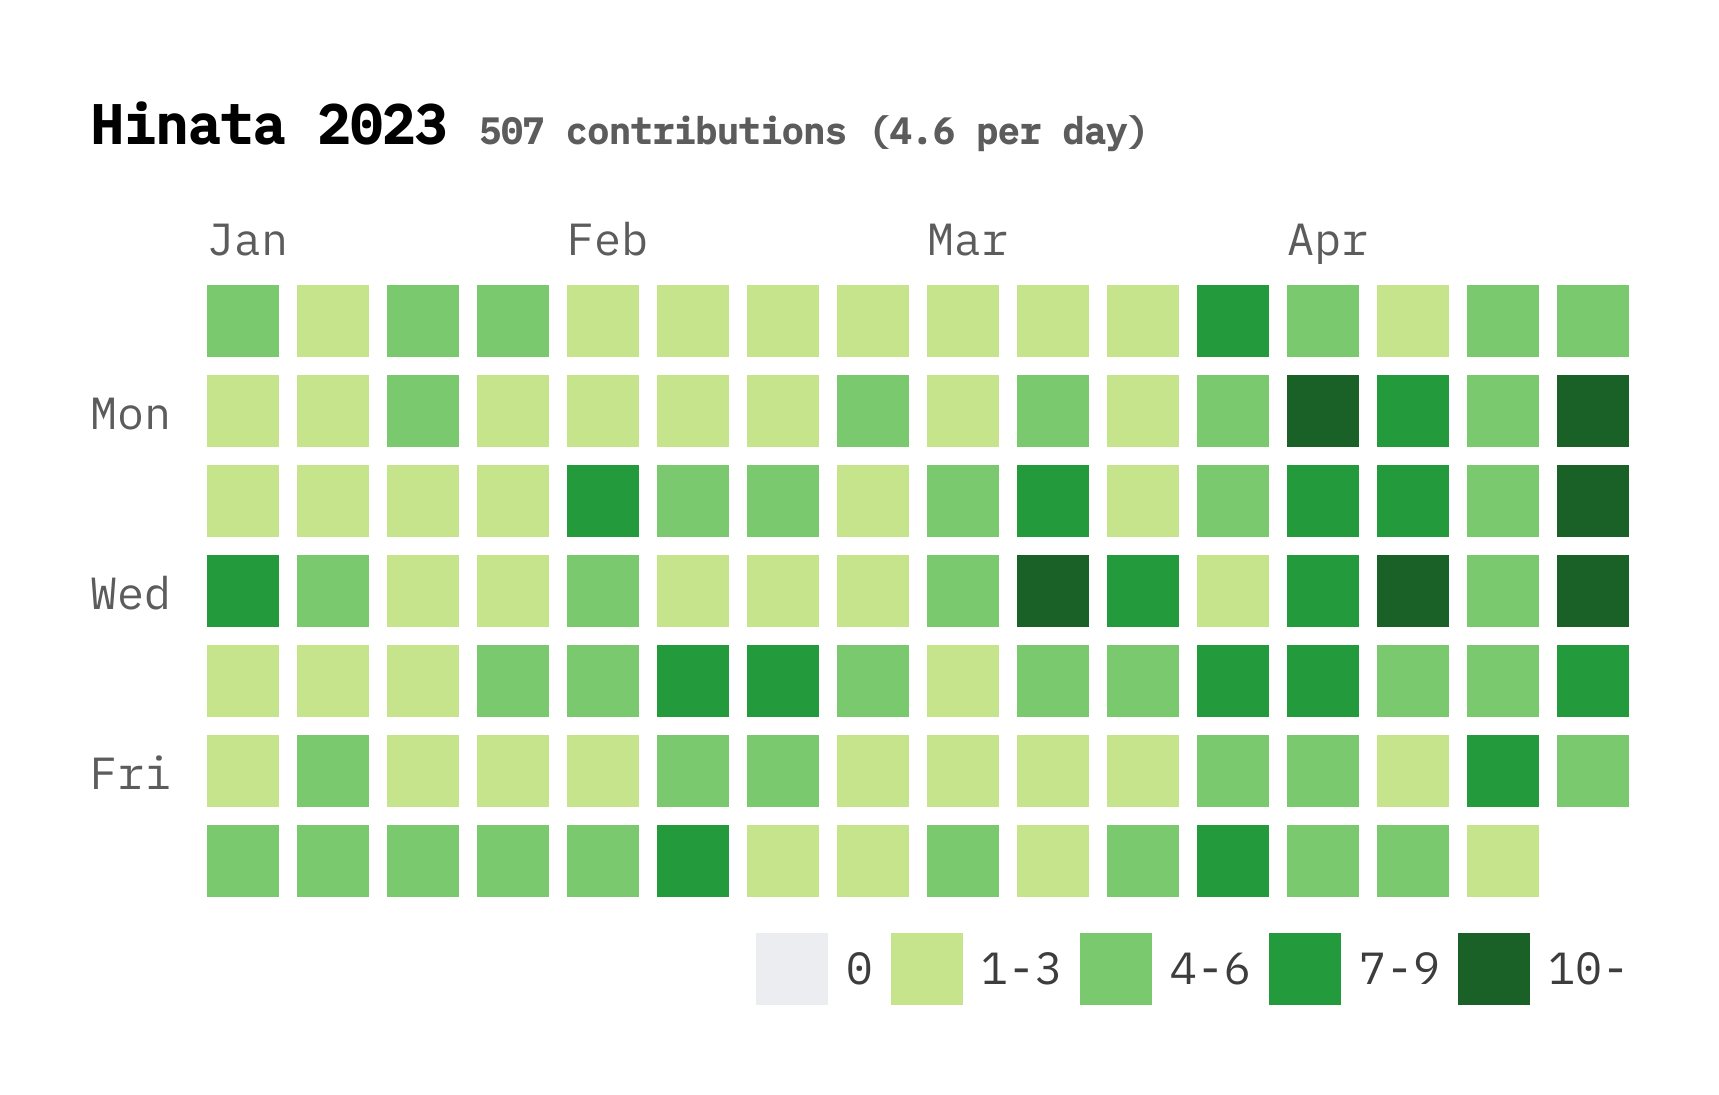 Hinata 2023 507 contributions (4.6 per day)
Jan Feb Mar Apr
Mon
Wed
Fri
0 1-3 4-6 7-9 10-